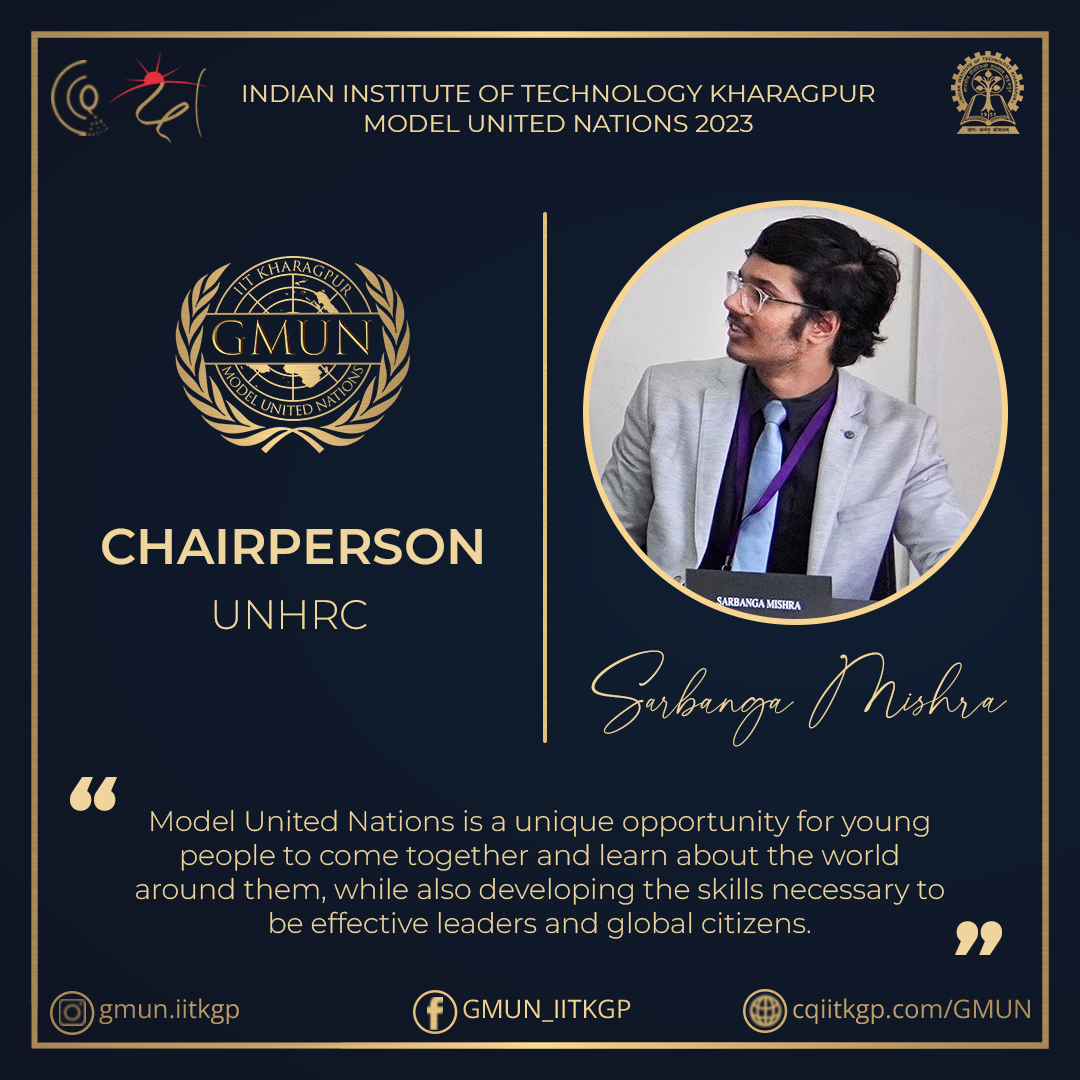 INDIAN INSTITUTE OF TECHNOLOGY KHARAGPUR
MODEL UNITED NATIONS 2023
IIT KHARAGPUR
GMUN
MODEL UNITED NATIONS
CHAIRPERSON
UNHRC
SARBANGA MISHRA
Sarbanga Mishra
“
Model United Nations is a unique opportunity for young
people to come together and learn about the world
around them, while also developing the skills necessary to
be effective leaders and global citizens.
”
gmun.iitkgp
GMUN_IITKGP
cqiitkgp.com/GMUN
1951